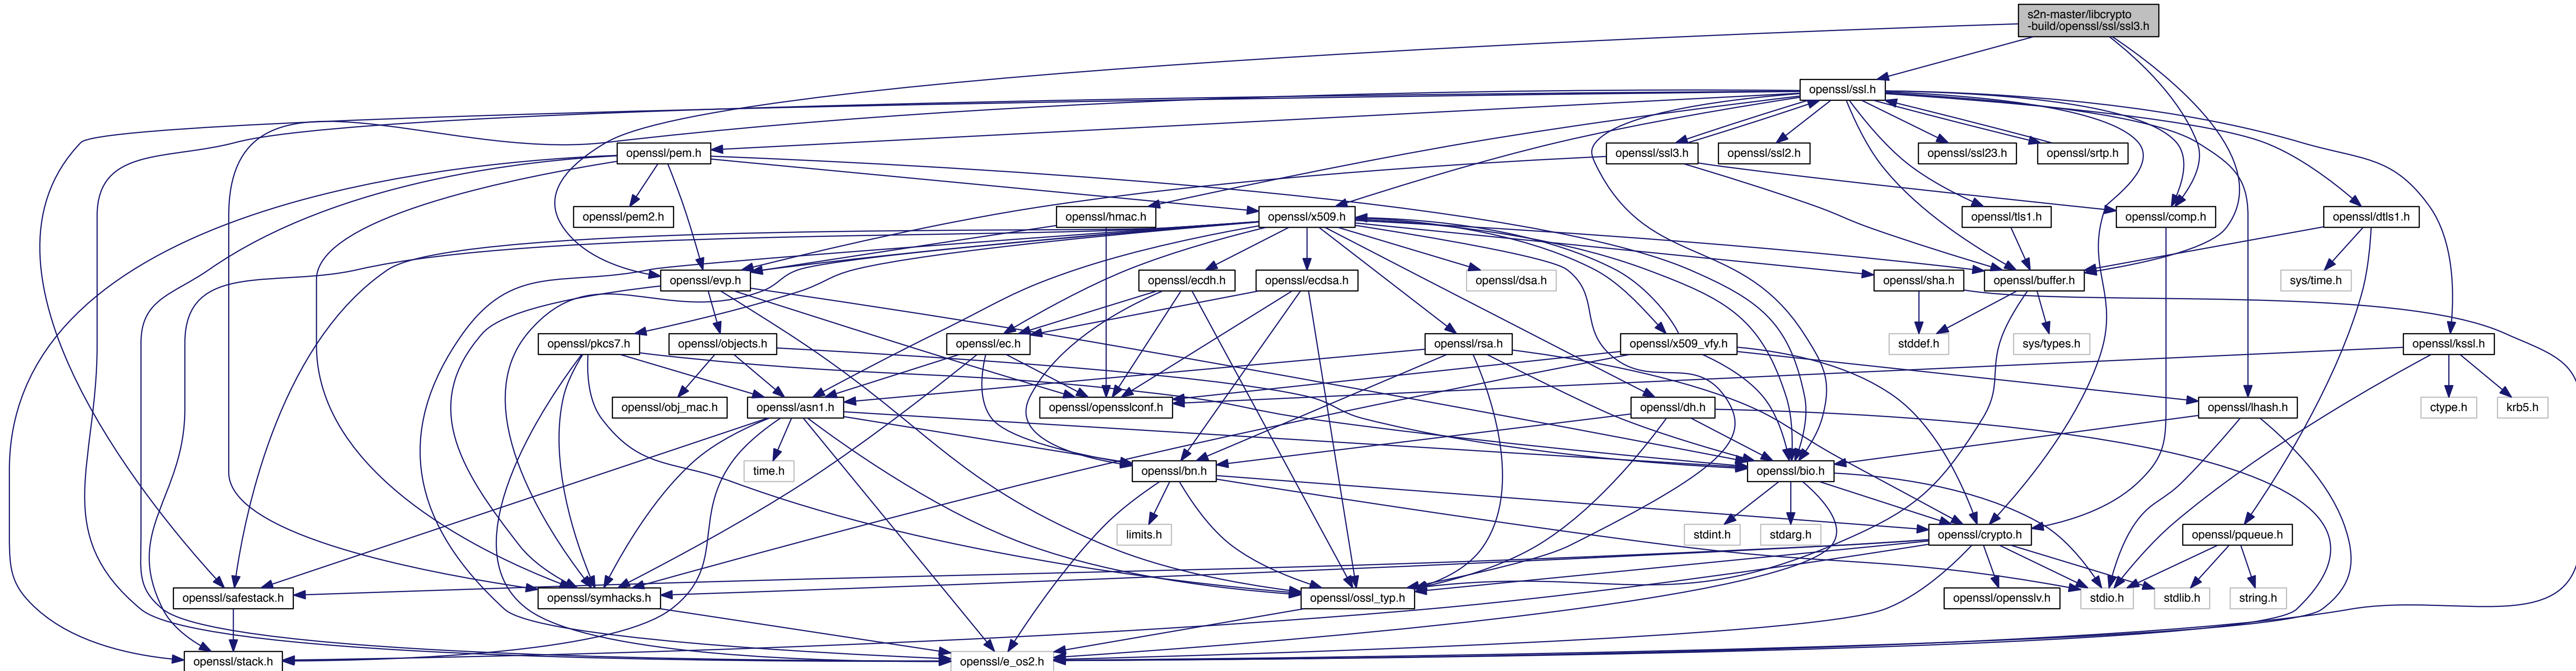 s2n-master/libcrypto
-build/openssl/ssl/ssl3.h
openssl/ssl.h
openssl/pem.h
openssl/ssl3.h
openssl/ssl2.h
openssl/ssl23.h
openssl/srtp.h
openssl/pem2.h
openssl/hmac.h
openssl/x509.h
openssl/tls1.h
openssl/comp.h
openssl/dtls1.h
openssl/evp.h
openssl/ecdh.h
openssl/ecdsa.h
openssl/dsa.h
openssl/sha.h
openssl/buffer.h
sys/time.h
openssl/pkcs7.h
openssl/objects.h
openssl/ec.h
openssl/rsa.h
openssl/x509_vfy.h
stddef.h
sys/types.h
openssl/kssl.h
openssl/obj_mac.h
openssl/asn1.h
openssl/opensslconf.h
openssl/dh.h
openssl/lhash.h
ctype.h
krb5.h
time.h
openssl/bn.h
openssl/bio.h
limits.h
stdint.h
stdarg.h
openssl/crypto.h
openssl/pqueue.h
openssl/safestack.h
openssl/symhacks.h
openssl/ossl_typ.h
openssl/opensslv.h
stdio.h
stdlib.h
string.h
openssl/stack.h
openssl/e_os2.h